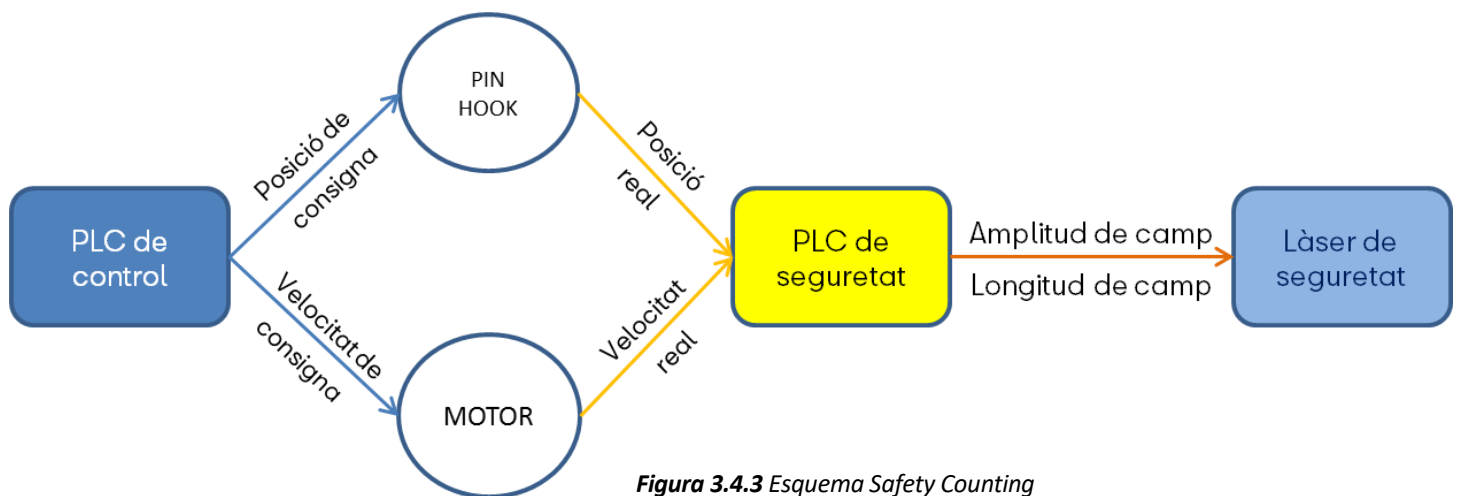 PLC de
control
Posició de
consigna
Velocitat de
consigna
PIN
HOOK
MOTOR
Posició
real
Velocitat
real
PLC de
seguretat
Amplitud de camp
Longitud de camp
Làser de
seguretat
Figura 3.4.3 Esquema Safety Counting